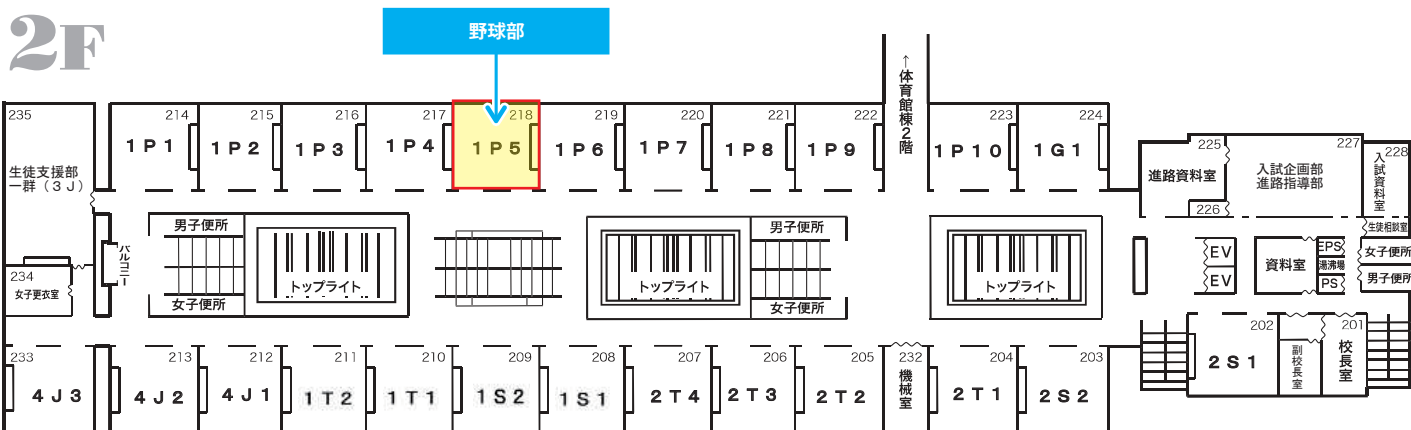 2F
野球部
↑体育館棟2階
235
生徒支援部
一群(3J)
214
1P1
215
1P2
216
1P3
217
1P4
218
1P5
219
1P6
220
1P7
221
1P8
222
1P9
223
1P10
224
1G1
225
進路資料室
226
227
入試企画部
進路指導部
228
入試資料室
生徒相談室
バルコニー
男子便所
女子便所
トップライト
トップライト
男子便所
女子便所
トップライト
EV
EV
資料室
EPS
湯沸場
PS
女子便所
男子便所
234
女子更衣室
233
4J3
213
4J2
212
4J1
211
1T2
210
1T1
209
1S2
208
1S1
207
2T4
206
2T3
205
2T2
232
機械室
204
2T1
203
2S2
202
2S1
副校長室
201
校長室